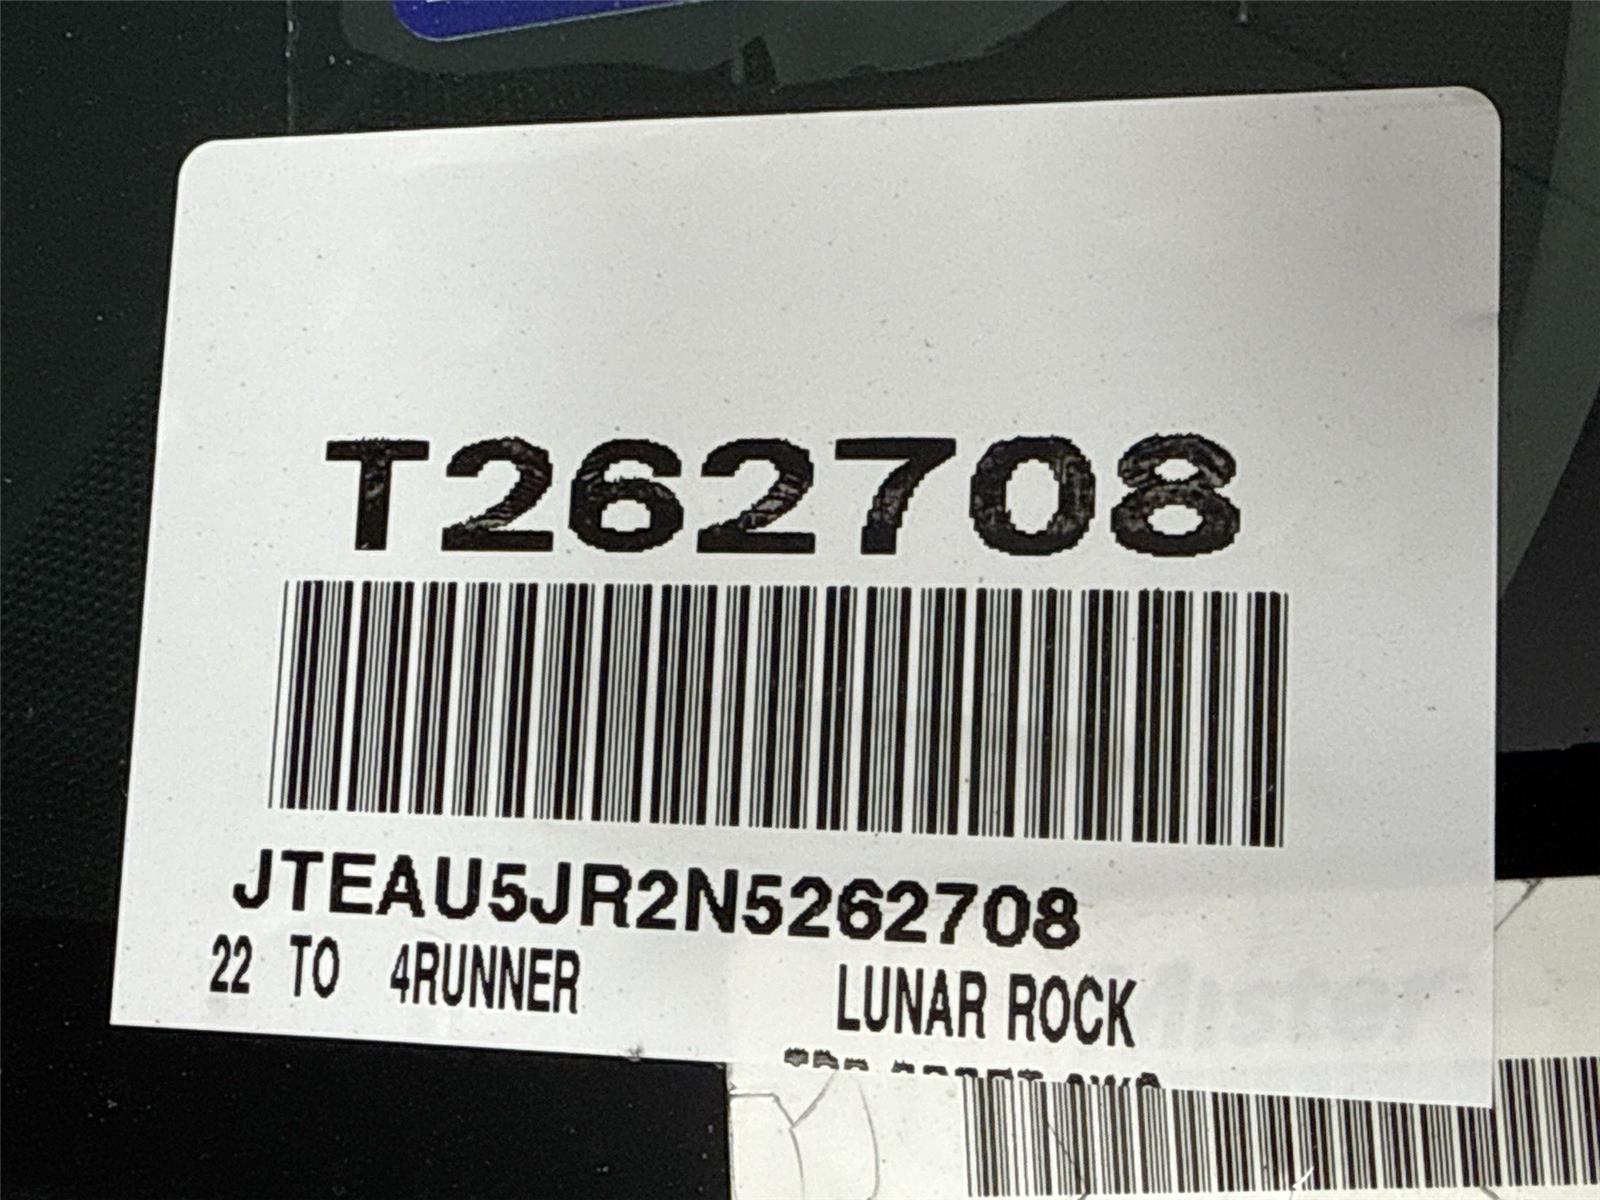 T262708
JTEAU5JR2N5262708
22 TO 4RUNNER LUNAR ROCK